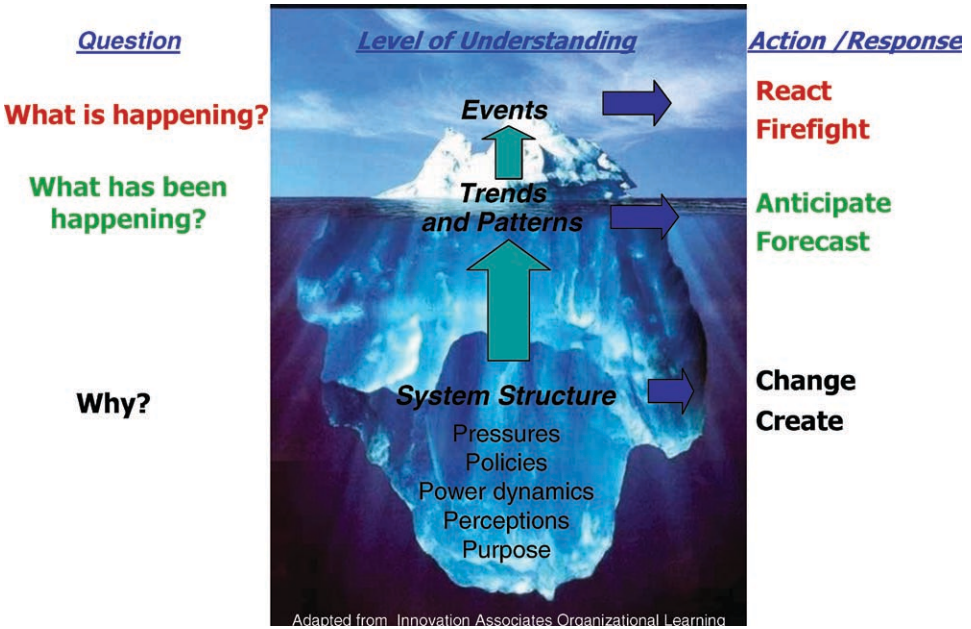 Question
Level of Understanding
Action /Response
What is happening?
Events
React
Firefight
What has been
happening?
Trends
and Patterns
Anticipate
Forecast
Why?
System Structure
Pressures
Policies
Power dynamics
Perceptions
Purpose
Change
Create
Adapted from Innovation Associates Organizational Learning